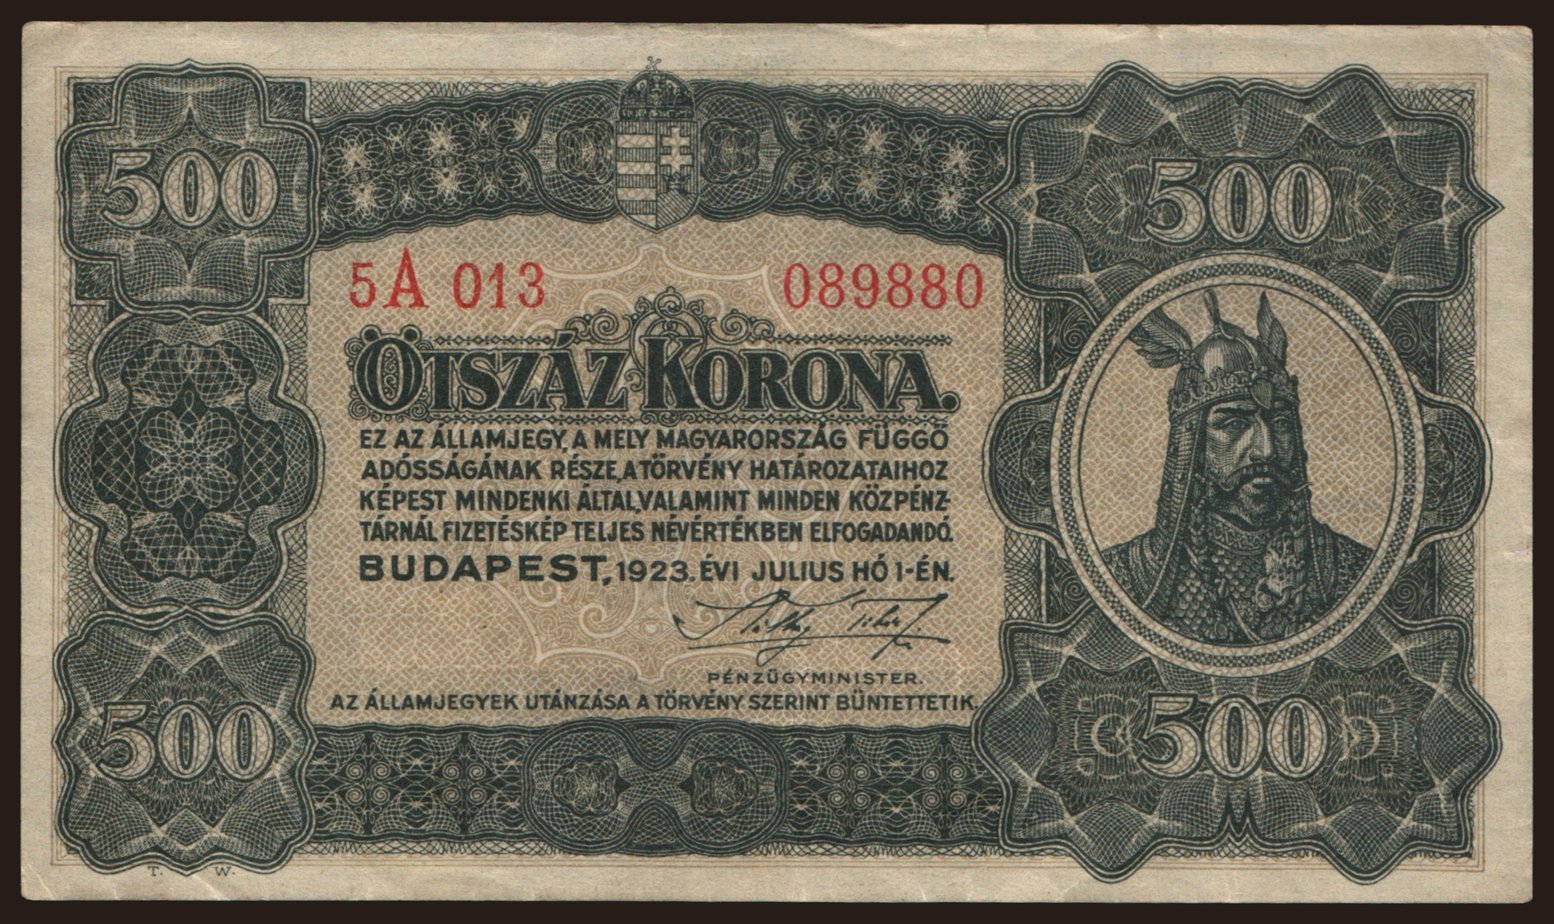 500
500
5A 013 089880
ÖTSZÁZ KORONA.
EZ AZ ÁLLAMJEGY, A MELY MAGYARORSZÁG FÜGGŐ
ADÓSSÁGÁNAK RÉSZE, A TÖRVÉNY HATÁROZATAIHOZ
KÉPEST MINDENKI ÁLTAL, VALAMINT MINDEN KÖZPÉNZ-
TÁRNÁL FIZETÉSKÉP TELJES NÉVÉRTÉKBEN ELFOGADANDÓ.
BUDAPEST, 1923. ÉVI JULIUS HÓ 1-ÉN.
PÉNZÜGYMINISTER.
AZ ÁLLAMJEGYEK UTÁNZÁSA A TÖRVÉNY SZERINT BÜNTETTETIK.
500
500
T. W.